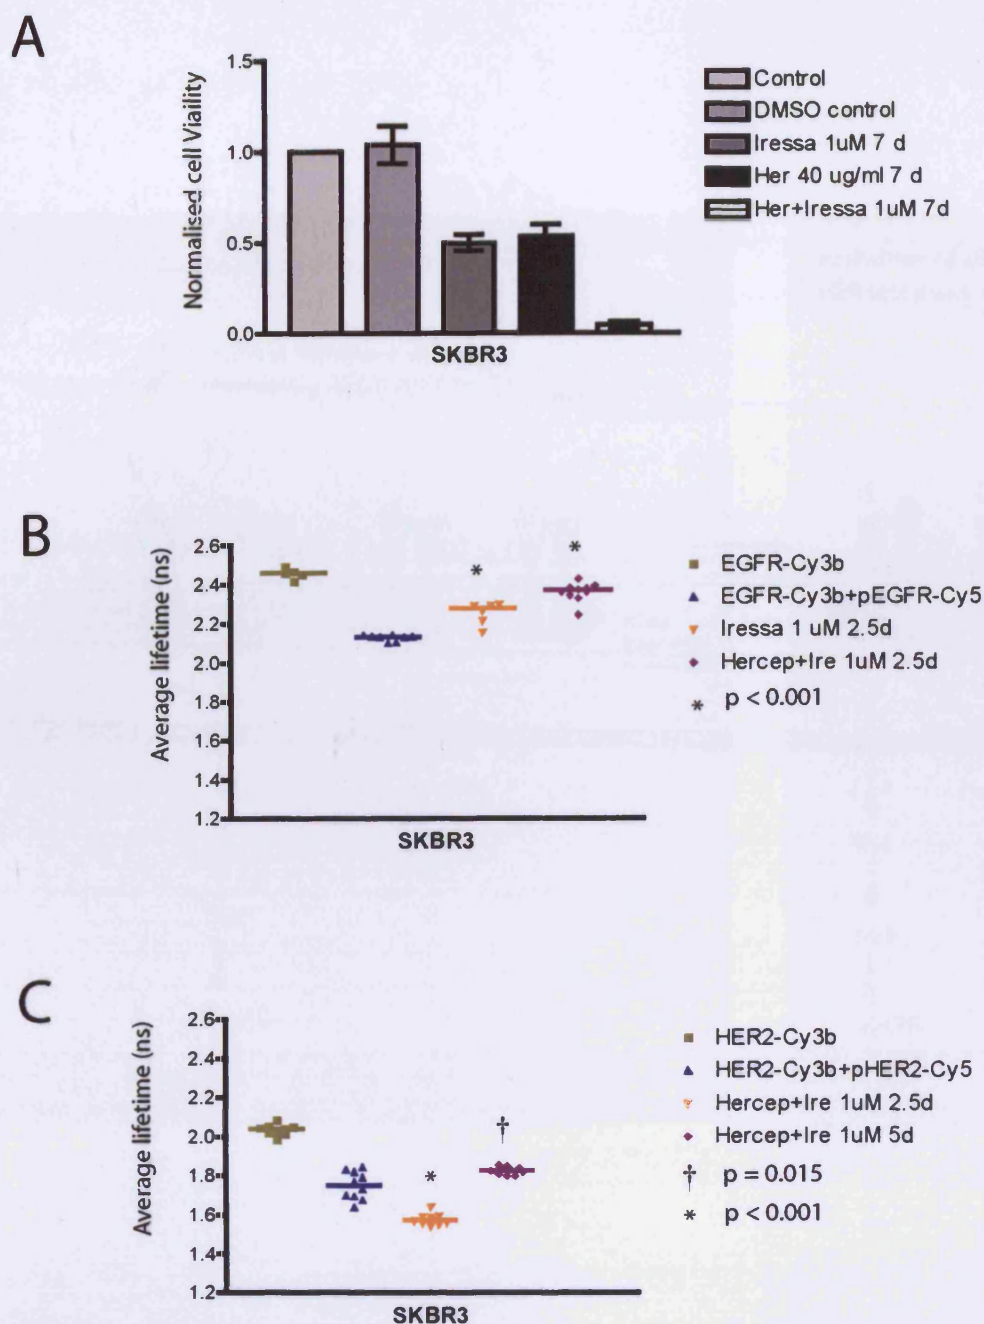 A
Normalised cell Viaility
1.5
1.0
0.5
0.0
SKBR3
Control
DMSO control
Iressa 1uM 7 d
Her 40 ug/ml 7 d
Her+Iressa 1uM 7d
B
Average lifetime (ns)
2.6
2.4
2.2
2.0
1.8
1.6
1.4
1.2
*
*
SKBR3
EGFR-Cy3b
EGFR-Cy3b+pEGFR-Cy5
Iressa 1 uM 2.5d
Hercep+Ire 1uM 2.5d
* p < 0.001
C
Average lifetime (ns)
2.6
2.4
2.2
2.0
1.8
1.6
1.4
1.2
*
†
SKBR3
HER2-Cy3b
HER2-Cy3b+pHER2-Cy5
Hercep+Ire 1uM 2.5d
Hercep+Ire 1uM 5d
† p = 0.015
* p < 0.001